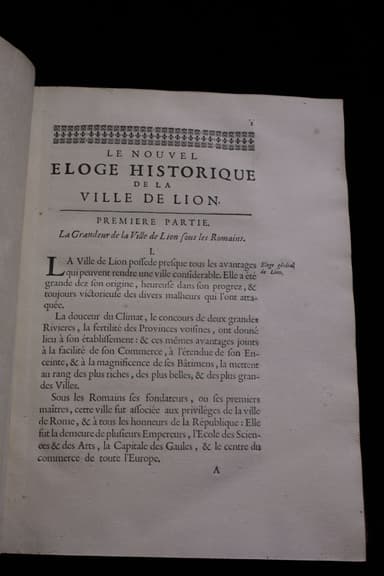 1
LE NOUVEL
ELOGE HISTORIQUE
DE LA
VILLE DE LION.
PREMIERE PARTIE.
La Grandeur de la Ville de Lion sous les Romains.
I.
LA Ville de Lion possede presque tous les avantages
qui peuvent rendre une ville considerable. Elle a été
Eloge général
de Lion.
grande dez son origine, heureuse dans son progrez, &
toujours victorieuse des divers malheurs qui l'ont atta-
quée.
La douceur du Climat, le concours de deux grandes
Rivieres, la fertilité des Provinces voisines, ont donné
lieu à son établissement: & ces mêmes avantages joints
à la facilité de son Commerce, à l'étendue de son En-
ceinte, & à la magnificence de ses Bâtimens, la mettent
au rang des plus riches, des plus belles, & des plus gran-
des Villes.
Sous les Romains ses fondateurs, ou ses premiers
maîtres, cette ville fut associée aux privilèges de la ville
de Rome, & à tous les honneurs de la République: Elle
fut la demeure de plusieurs Empereurs, l'Ecole des Scien-
ces & des Arts, la Capitale des Gaules, & le centre du
commerce de toute l'Europe.
A